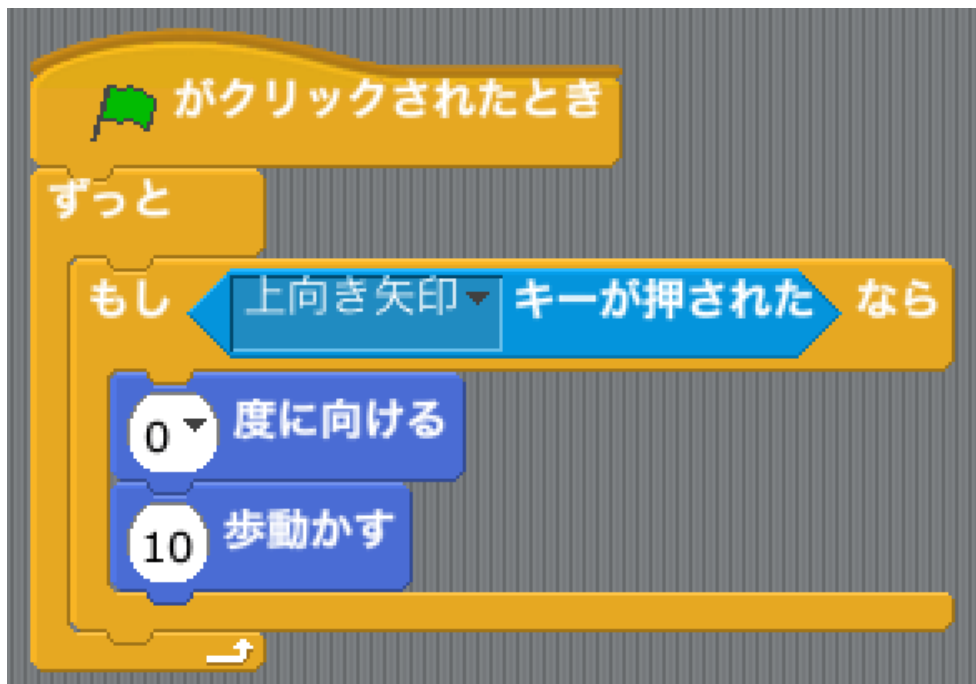 がクリックされたとき
ずっと
もし 上向き矢印 キーが押された なら
0 度に向ける
10 歩動かす